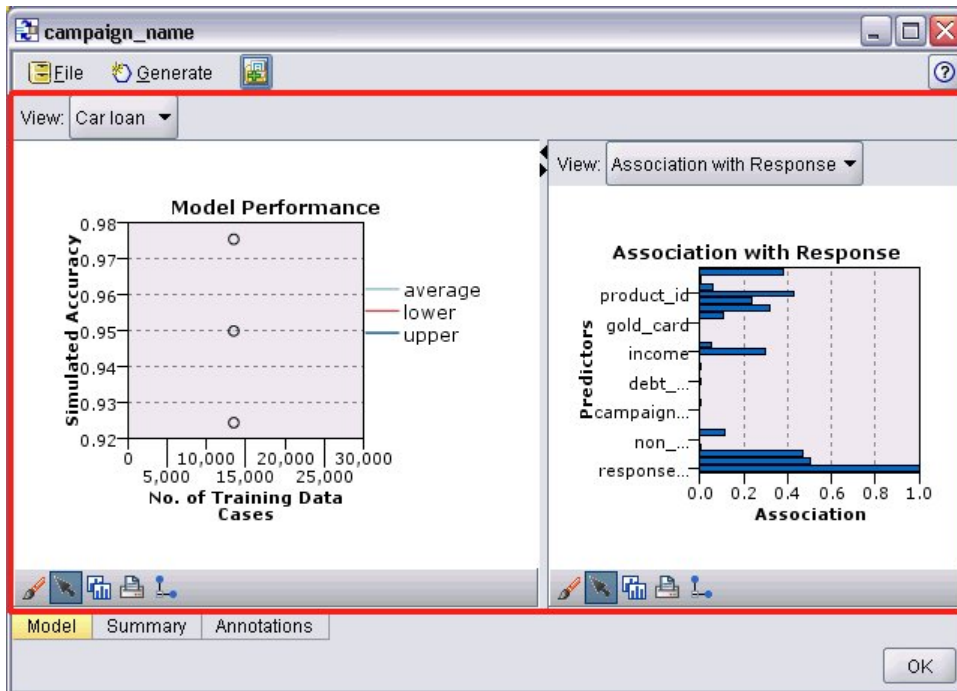 campaign_name
File Generate
View: Car loan
Model Performance
Simulated Accuracy
0.98
0.97
0.96
0.95
0.94
0.93
0.92
0 10,000 20,000 30,000
5,000 15,000 25,000
No. of Training Data
Cases
average
lower
upper
View: Association with Response
Association with Response
Predictors
product_id
gold_card
income
debt_...
campaign...
non_...
response...
0.0 0.2 0.4 0.6 0.8 1.0
Association
Model Summary Annotations
OK